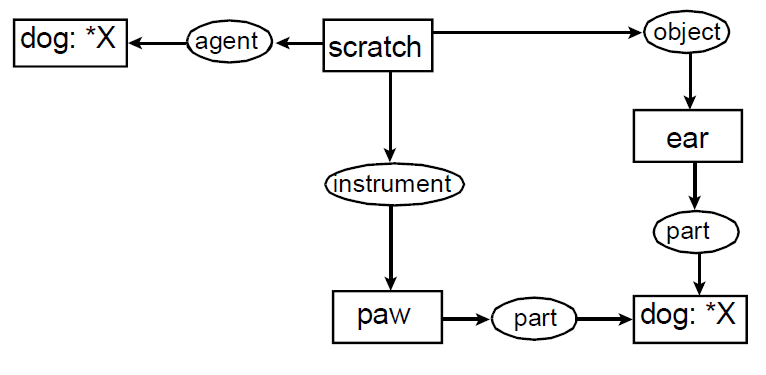 dog: *X
agent
scratch
object
ear
instrument
part
paw
part
dog: *X